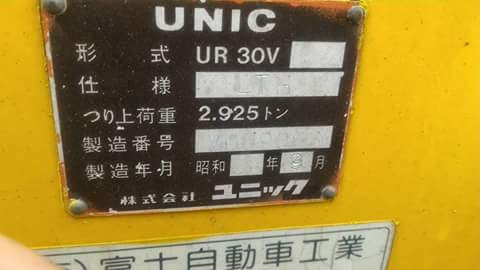 UNIC
形式 UR 30V
仕様 LT-
つり上荷重 2.925トン
製造番号
製造年月 昭和 年 3月
株式会社 ユニック
富士自動車工業